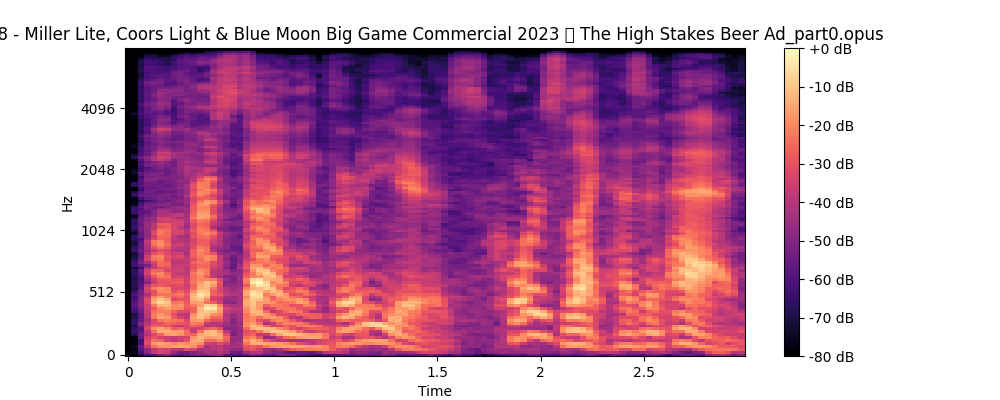 8 - Miller Lite, Coors Light & Blue Moon Big Game Commercial 2023 The High Stakes Beer Ad_part0.opus
+0 dB
4096
-10 dB
-20 dB
2048
-30 dB
Hz
-40 dB
1024
-50 dB
512
-60 dB
-70 dB
0
-80 dB
0 0.5 1 1.5 2 2.5
Time